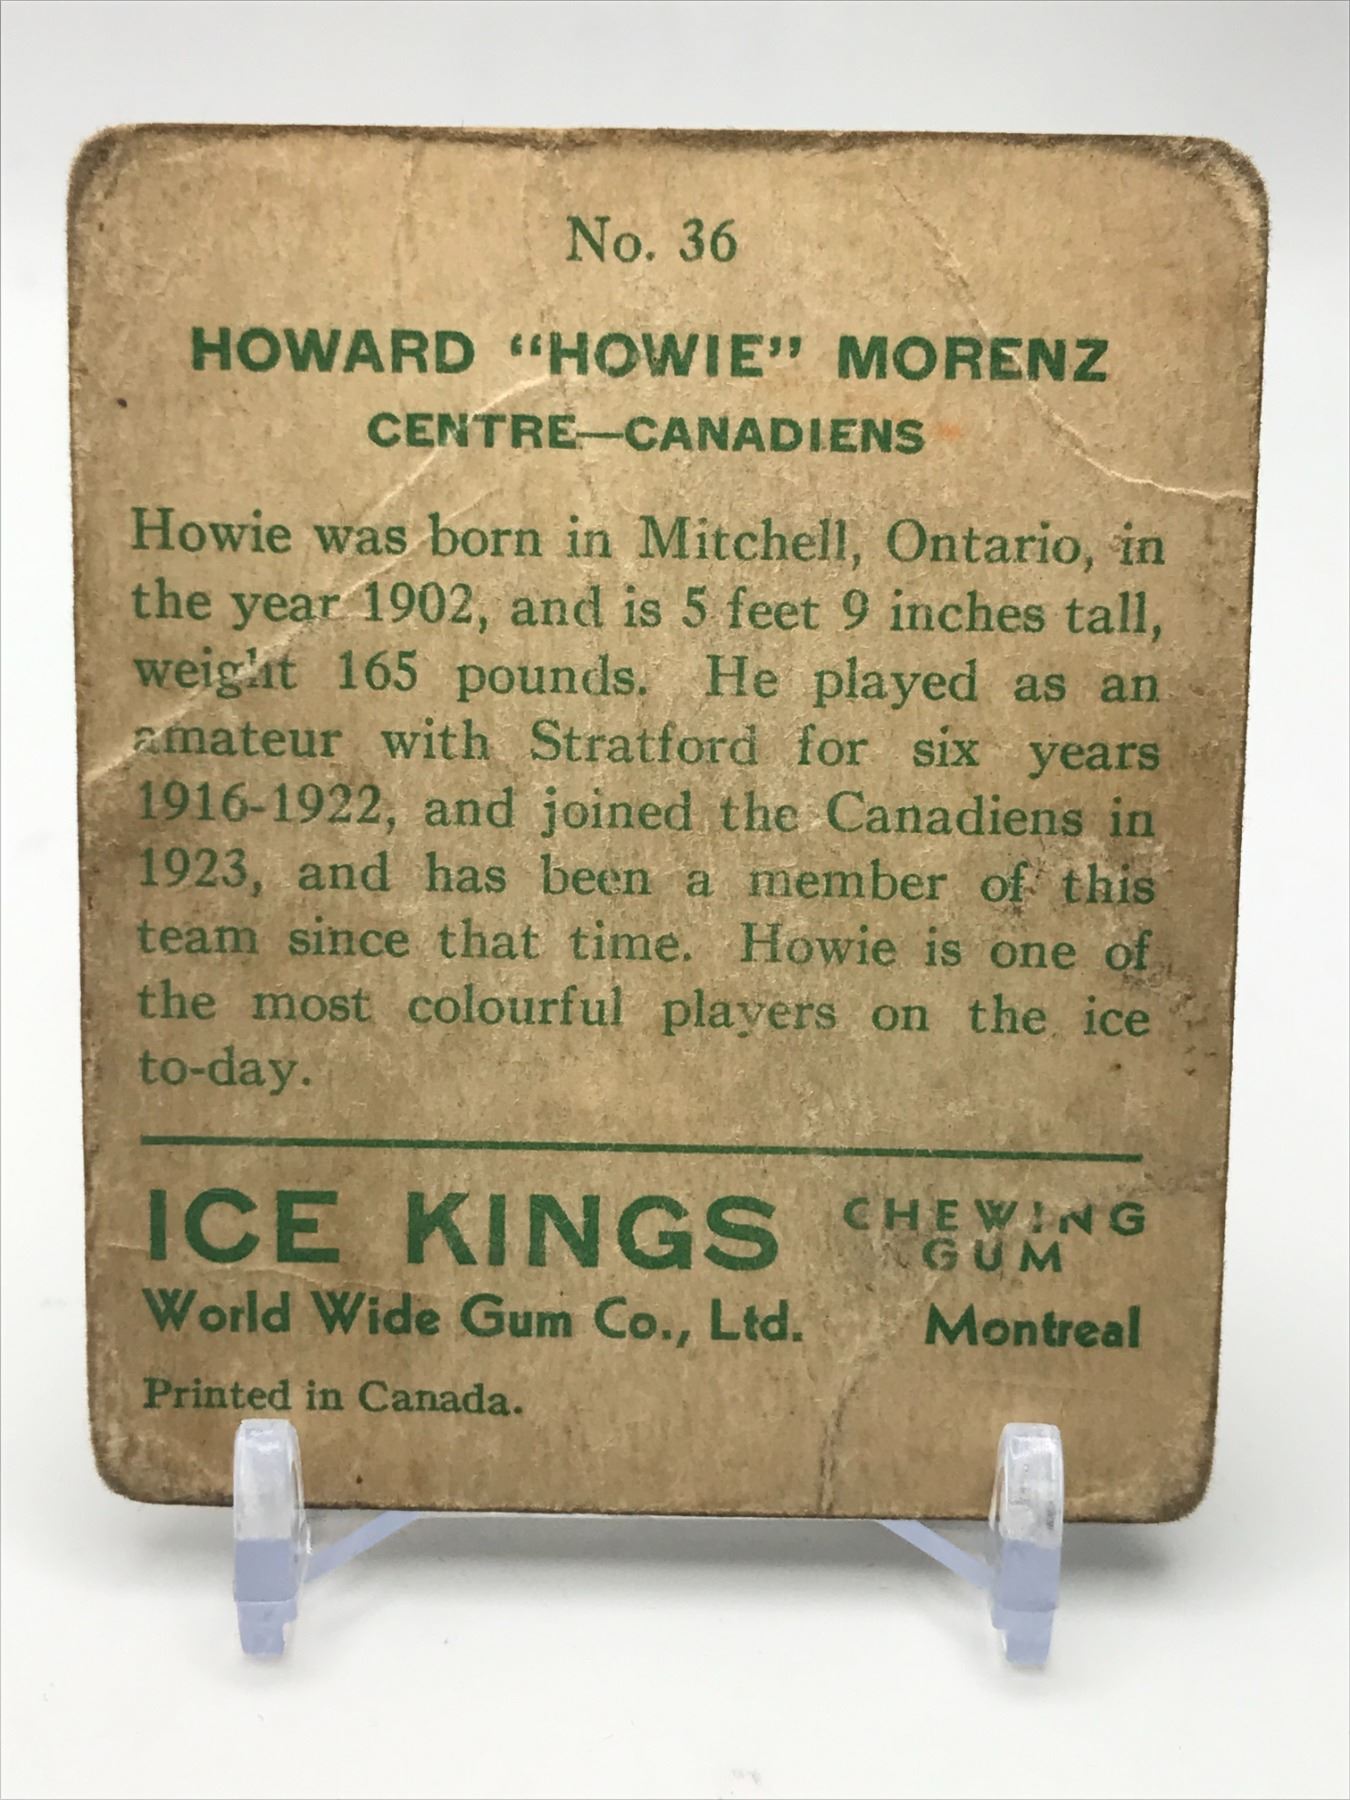 No. 36
HOWARD “HOWIE” MORENZ
CENTRE—CANADIENS
Howie was born in Mitchell, Ontario, in
the year 1902, and is 5 feet 9 inches tall,
weight 165 pounds. He played as an
amateur with Stratford for six years
1916-1922, and joined the Canadiens in
1923, and has been a member of this
team since that time. Howie is one of
the most colourful players on the ice
to-day.
ICE KINGS CHEWING GUM
World Wide Gum Co., Ltd. Montreal
Printed in Canada.